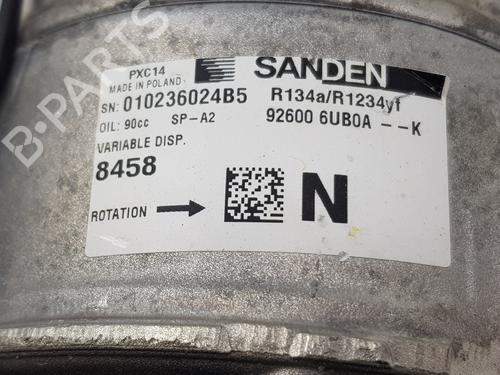 PXC14
MADE IN POLAND
SANDEN
SN: 010236024B5
R134a/R1234yf
OIL: 90cc SP-A2
92600 6UB0A --K
VARIABLE DISP.
8458
ROTATION
N
B-PARTS